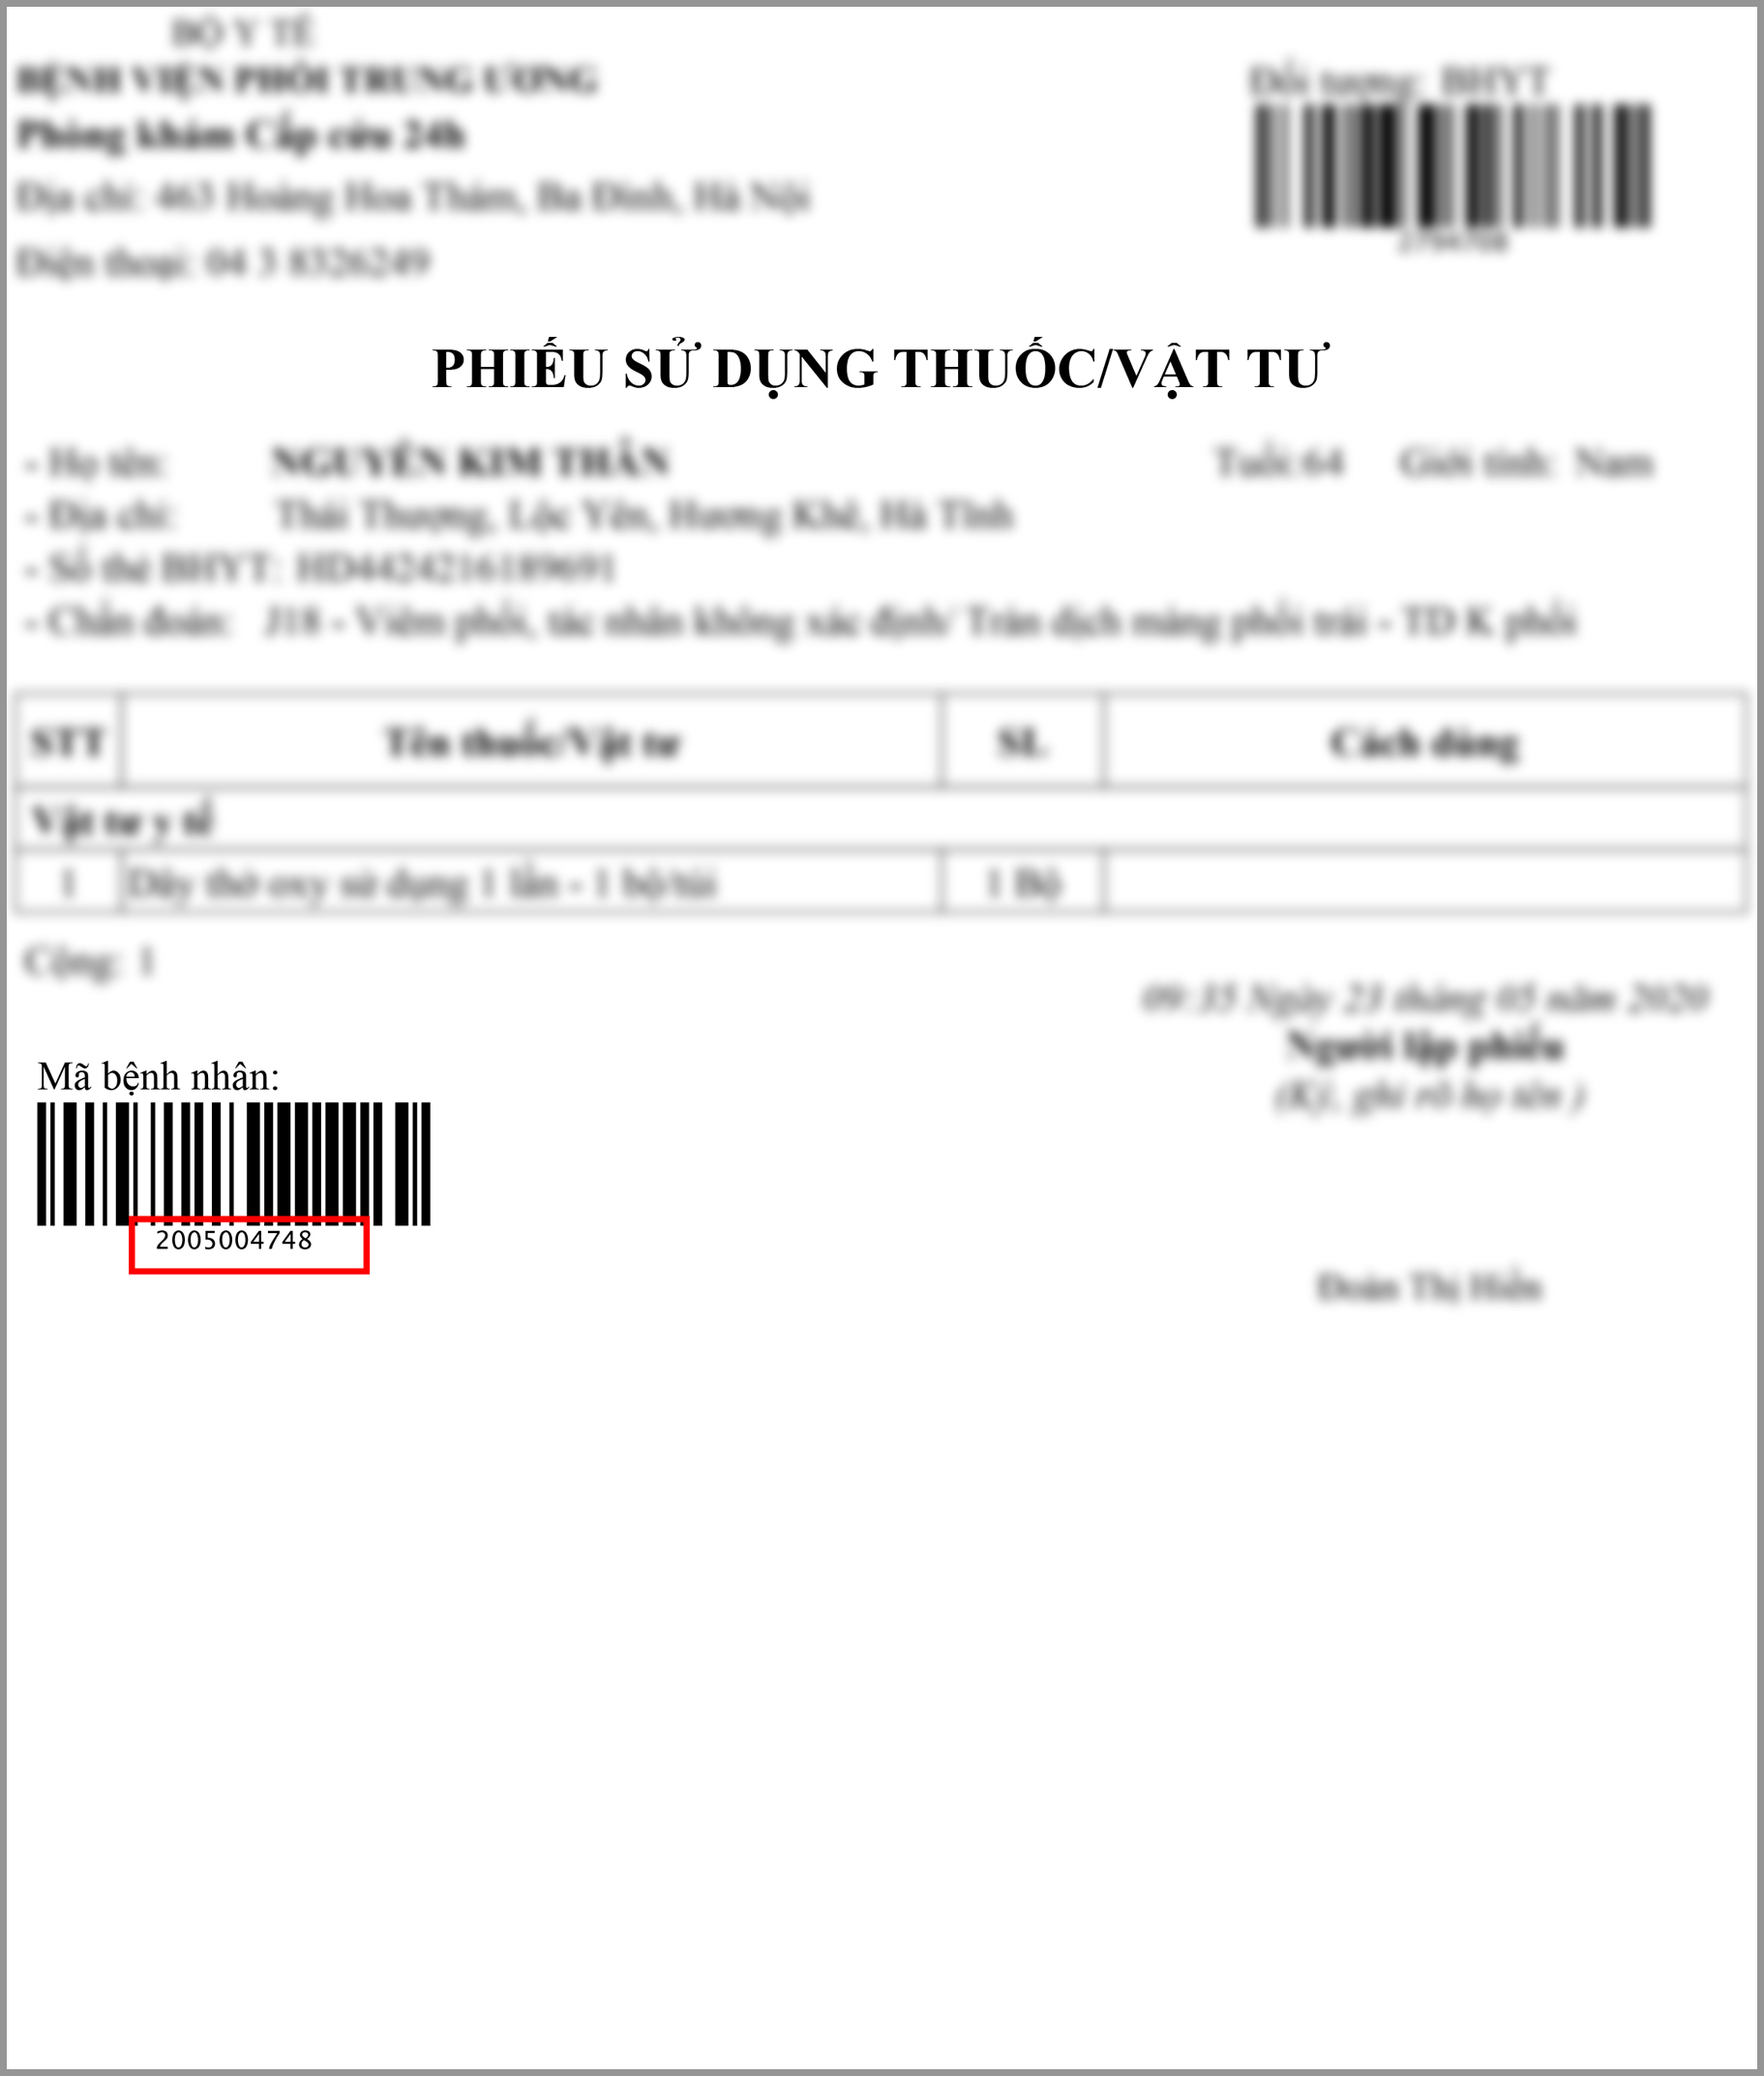 BỘ Y TẾ
BỆNH VIỆN PHỔI TRUNG ƯƠNG
Đối tượng: BHYT
Phòng khám Cấp cứu 24h
Địa chỉ: 463 Hoàng Hoa Thám, Ba Đình, Hà Nội
Điện thoại: 04 3 8326249
PHIẾU SỬ DỤNG THUỐC/VẬT TƯ
- Họ tên: NGUYỄN KIM Tuổi:64 Giới tính: Nam
- Địa chỉ: Thái Thượng, Lộc Yên, Hương Khê, Hà Tĩnh
- Số thẻ BHYT: HD4424216189691
- Chẩn đoán: J18 - Viêm phổi, tác nhân không xác định/ Tràn dịch màng phổi trái - TD K phổi
STT Tên thuốc/Vật tư SL Cách dùng
Vật tư y tế
1 Dây thở oxy sử dụng 1 lần - 1 bộ/túi 1 Bộ
Cộng: 1
09:35 Ngày 23 tháng 05 năm 2020
Người lập phiếu
(Ký, ghi rõ họ tên )
Mã bệnh nhân:
2005004748
Đoàn Thị Hiền